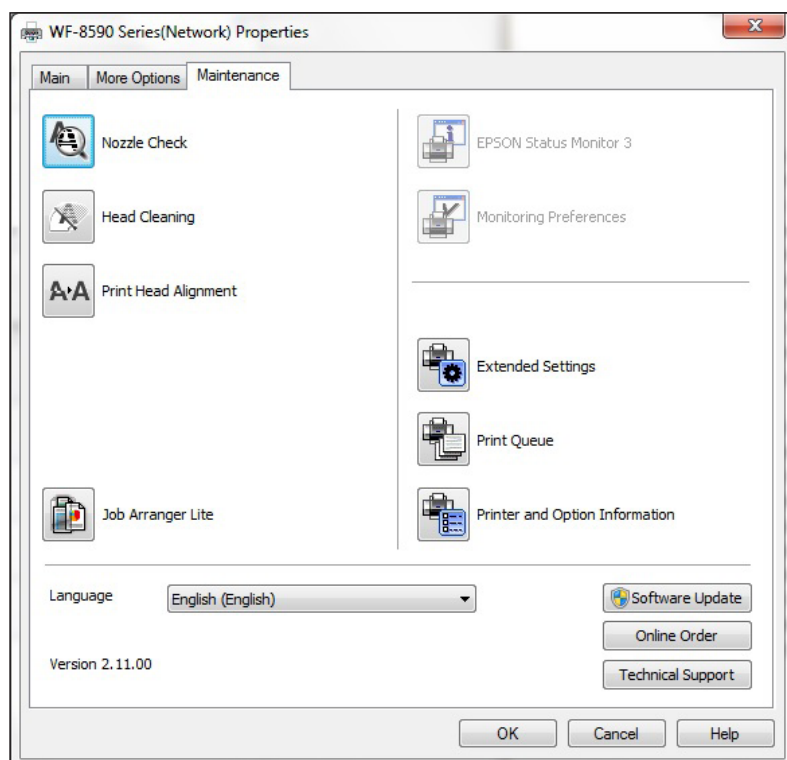 WF-8590 Series(Network) Properties
Main
More Options
Maintenance
Nozzle Check
Head Cleaning
Print Head Alignment
Job Arranger Lite
EPSON Status Monitor 3
Monitoring Preferences
Extended Settings
Print Queue
Printer and Option Information
Language
English (English)
Version 2.11.00
Software Update
Online Order
Technical Support
OK
Cancel
Help